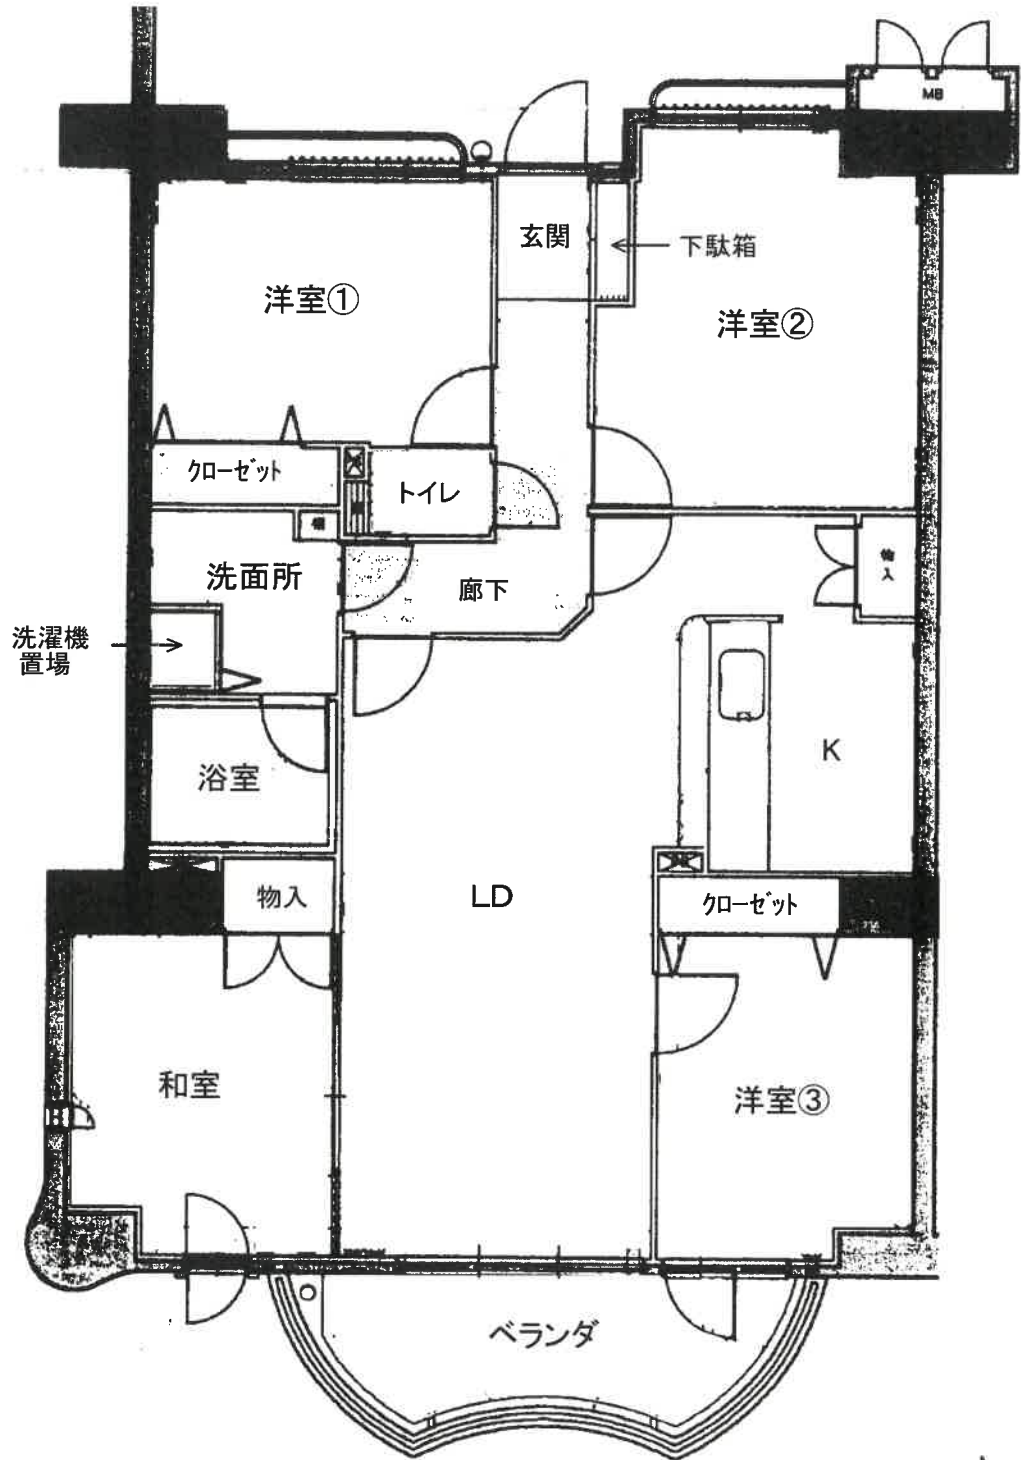 MB
玄関
下駄箱
洋室①
洋室②
クローゼット
トイレ
棚
物
入
洗面所
廊下
洗濯機
置場
K
浴室
物入
LD
クローゼット
和室
洋室③
ベランダ